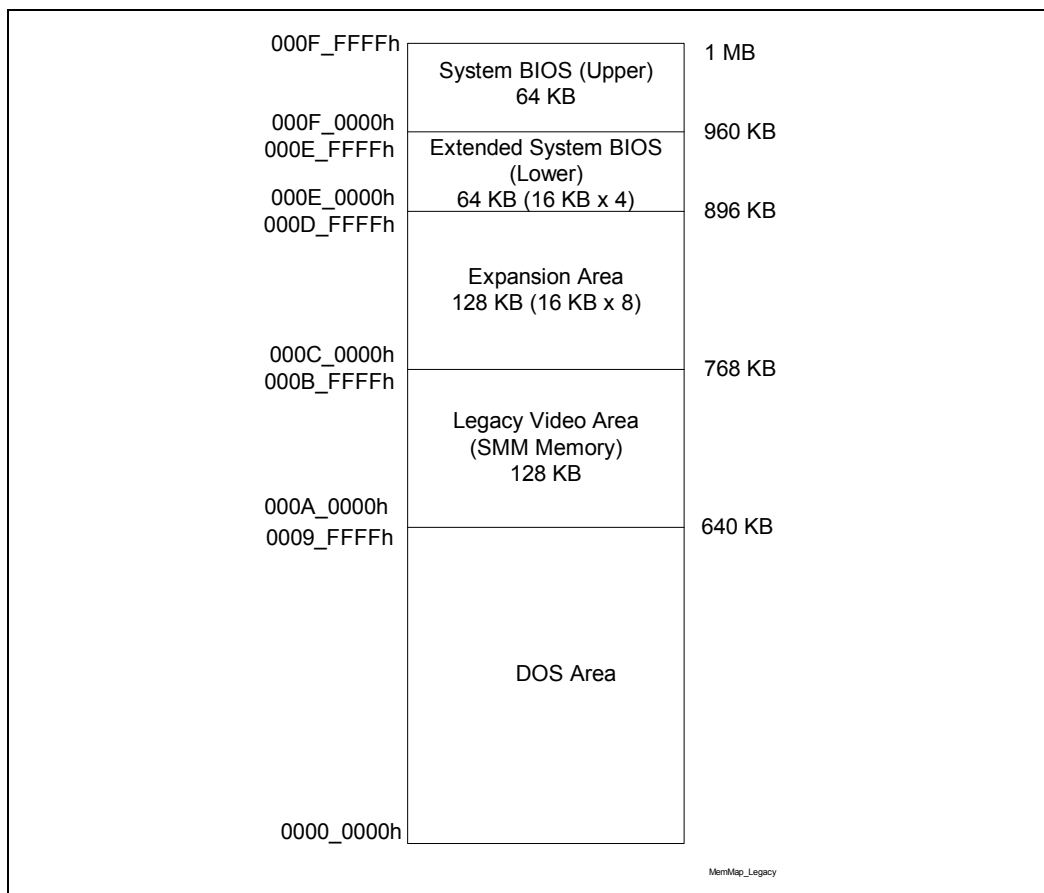 000F_FFFFh
1 MB
System BIOS (Upper)
64 KB
000F_0000h
960 KB
000E_FFFFh
Extended System BIOS
(Lower)
64 KB (16 KB x 4)
000E_0000h
896 KB
000D_FFFFh
Expansion Area
128 KB (16 KB x 8)
000C_0000h
768 KB
000B_FFFFh
Legacy Video Area
(SMM Memory)
128 KB
000A_0000h
640 KB
0009_FFFFh
DOS Area
0000_0000h
MemMap_Legacy